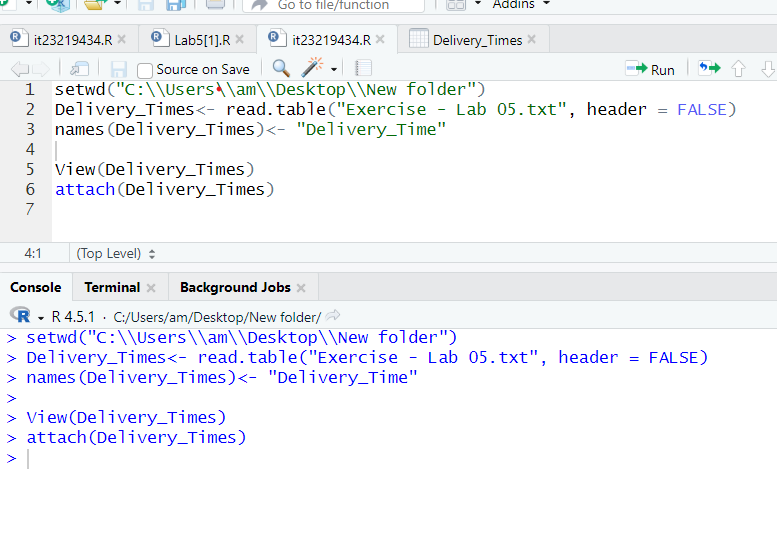 Go to file/function
Addins
it23219434.R
Lab5[1].R
it23219434.R
Delivery_Times
Source on Save
Run
1 setwd("C:\\Users\\am\\Desktop\\New folder")
2 Delivery_Times<- read.table("Exercise - Lab 05.txt", header = FALSE)
3 names(Delivery_Times)<- "Delivery_Time"
4
5 View(Delivery_Times)
6 attach(Delivery_Times)
7
4:1 (Top Level)
Console Terminal Background Jobs
R 4.5.1 · C:/Users/am/Desktop/New folder/
> setwd("C:\\Users\\am\\Desktop\\New folder")
> Delivery_Times<- read.table("Exercise - Lab 05.txt", header = FALSE)
> names(Delivery_Times)<- "Delivery_Time"
>
> View(Delivery_Times)
> attach(Delivery_Times)
>